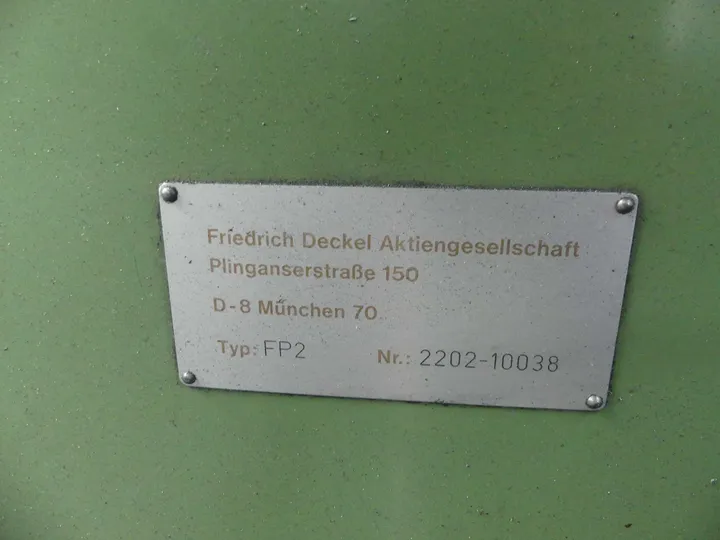 Friedrich Deckel Aktiengesellschaft
Plinganserstraße 150
D-8 München 70
Typ: FP2 Nr.: 2202-10038